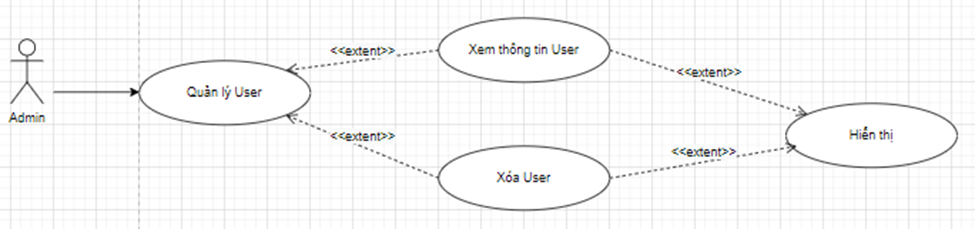 <<extent>>
Xem thông tin User
<<extent>>
Quản lý User
Admin
Hiển thị
<<extent>>
<<extent>>
Xóa User